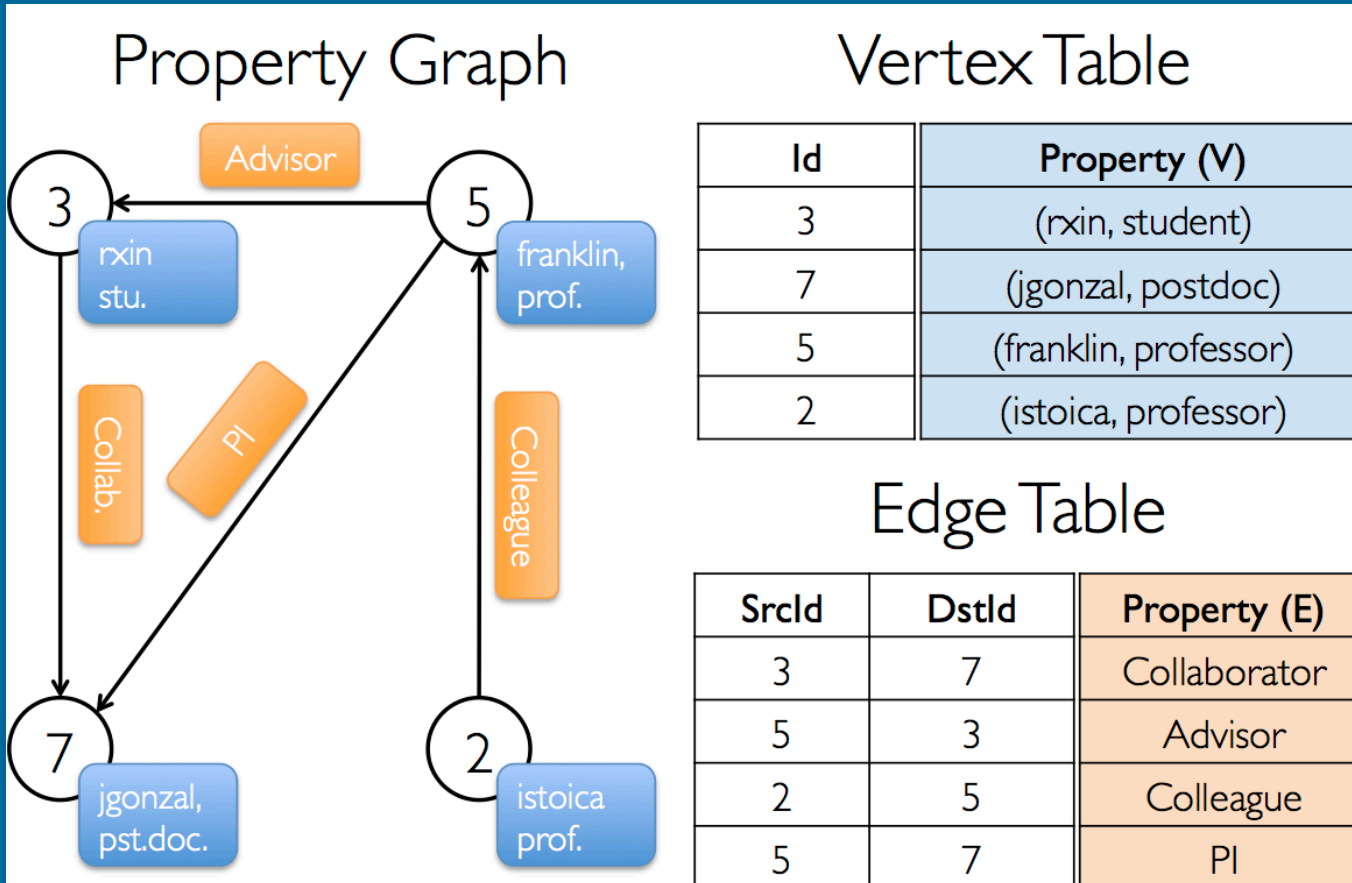 Property Graph
Advisor
3
5
rxin
stu.
franklin,
prof.
Collab.
PI
Colleague
7
2
jgonzal,
pst.doc.
istoica
prof.
Vertex Table
Id Property (V)
3 (rxin, student)
7 (jgonzal, postdoc)
5 (franklin, professor)
2 (istoica, professor)
Edge Table
SrcId DstId Property (E)
3 7 Collaborator
5 3 Advisor
2 5 Colleague
5 7 PI